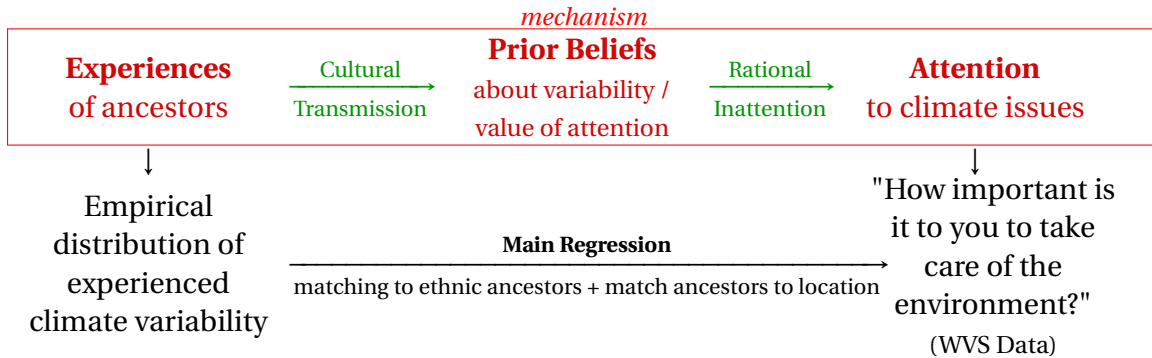 mechanism
Experiences
of ancestors
Cultural
Transmission
Prior Beliefs
about variability /
value of attention
Rational
Inattention
Attention
to climate issues
Empirical
distribution of
experienced
climate variability
Main Regression
matching to ethnic ancestors + match ancestors to location
"How important is
it to you to take
care of the
environment?"
(WVS Data)